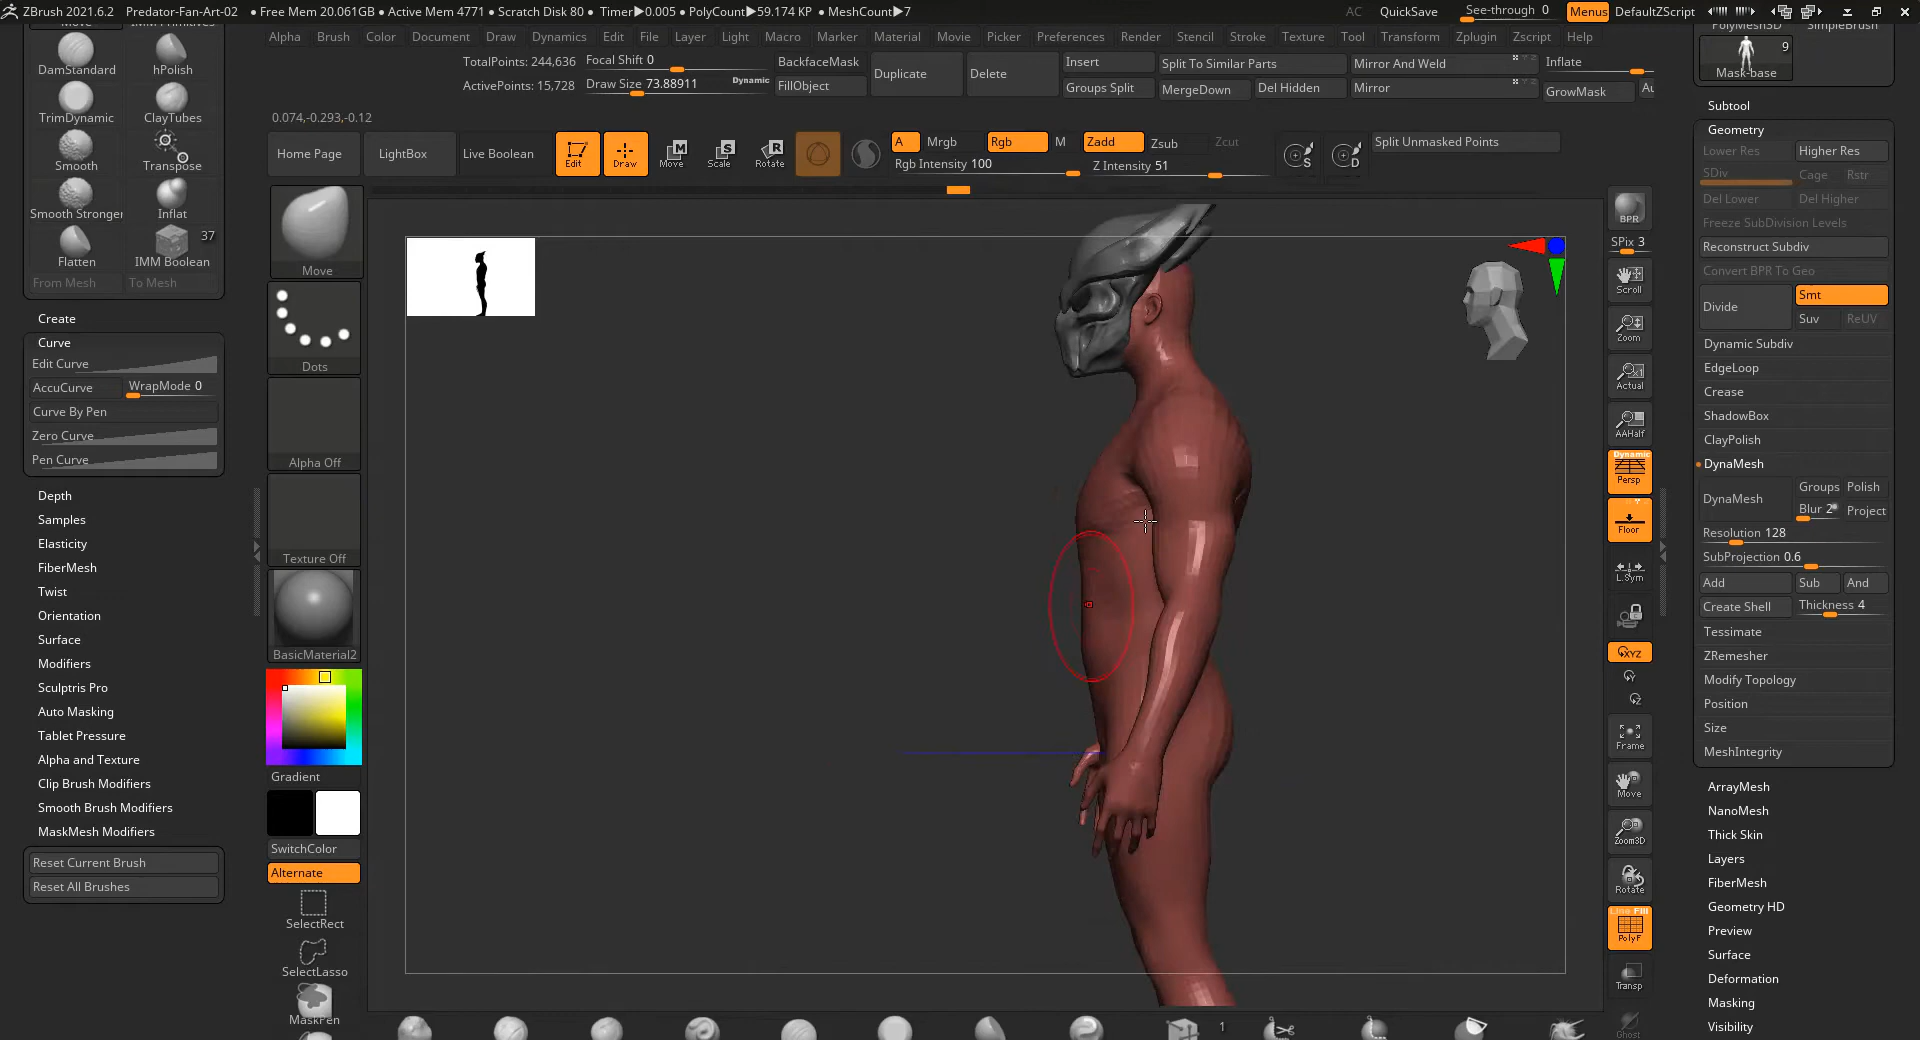 ZBrush 2021.6.2 Predator-Fan-Art-02 • Free Mem 20.061GB • Active Mem 4771 • Scratch Disk 80 • Timer▶0.005 • PolyCount▶59.174 KP • MeshCount▶7 AC QuickSave See-through 0 Menus DefaultZScript
Alpha Brush Color Document Draw Dynamics Edit File Layer Light Macro Marker Material Movie Picker Preferences Render Stencil Stroke Texture Tool Transform Zplugin Zscript Help
DamStandard hPolish
TrimDynamic ClayTubes
Smooth Transpose
Smooth Stronger Inflat
37
Flatten IMM Boolean
From Mesh To Mesh
Create
Curve
Edit Curve
AccuCurve WrapMode 0
Curve By Pen
Zero Curve
Pen Curve
Depth
Samples
Elasticity
FiberMesh
Twist
Orientation
Surface
Modifiers
Sculptris Pro
Auto Masking
Tablet Pressure
Alpha and Texture
Clip Brush Modifiers
Smooth Brush Modifiers
MaskMesh Modifiers
Reset Current Brush
Reset All Brushes
TotalPoints: 244,636 Focal Shift 0 BackfaceMask Duplicate Delete Insert Split To Similar Parts Mirror And Weld Inflate
ActivePoints: 15,728 Draw Size 73.88911 Dynamic FillObject Groups Split MergeDown Del Hidden Mirror GrowMask
0.074,-0.293,-0.12
Home Page LightBox Live Boolean Edit Draw Move Scale Rotate A Mrgb Rgb M Zadd Zsub Zcut Split Unmasked Points
Rgb Intensity 100 Z Intensity 51
Move
Dots
Alpha Off
Texture Off
BasicMaterial2
Gradient
SwitchColor
Alternate
SelectRect
SelectLasso
MaskPen
1
BPR
SPix 3
Scroll
Zoom
Actual
AAHalf
Dynamic
Persp
Floor
L.Sym
XYZ
Frame
Move
Zoom3D
Rotate
Line Fill
PolyF
Transp
Ghost
PolyMesh3D SimpleBrush
9
Mask-base
Subtool
Geometry
Lower Res Higher Res
SDiv Cage Rstr
Del Lower Del Higher
Freeze SubDivision Levels
Reconstruct Subdiv
Convert BPR To Geo
Divide Smt
Suv ReUV
Dynamic Subdiv
EdgeLoop
Crease
ShadowBox
ClayPolish
DynaMesh
DynaMesh Groups Polish
Blur 2 Project
Resolution 128
SubProjection 0.6
Add Sub And
Create Shell Thickness 4
Tessimate
ZRemesher
Modify Topology
Position
Size
MeshIntegrity
ArrayMesh
NanoMesh
Thick Skin
Layers
FiberMesh
Geometry HD
Preview
Surface
Deformation
Masking
Visibility